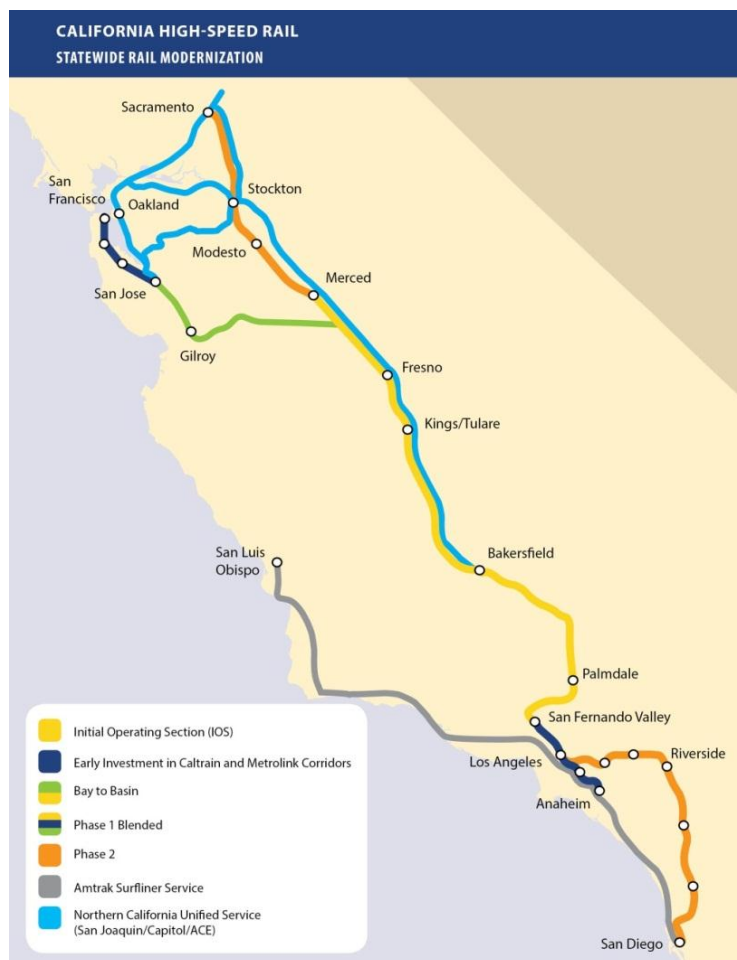 CALIFORNIA HIGH-SPEED RAIL
STATEWIDE RAIL MODERNIZATION
Sacramento
San
Francisco
Oakland
Stockton
Modesto
San Jose
Merced
Gilroy
Fresno
Kings/Tulare
San Luis
Obispo
Bakersfield
Palmdale
San Fernando Valley
Los Angeles
Riverside
Anaheim
San Diego
Initial Operating Section (IOS)
Early Investment in Caltrain and Metrolink Corridors
Bay to Basin
Phase 1 Blended
Phase 2
Amtrak Surfliner Service
Northern California Unified Service
(San Joaquin/Capitol/ACE)